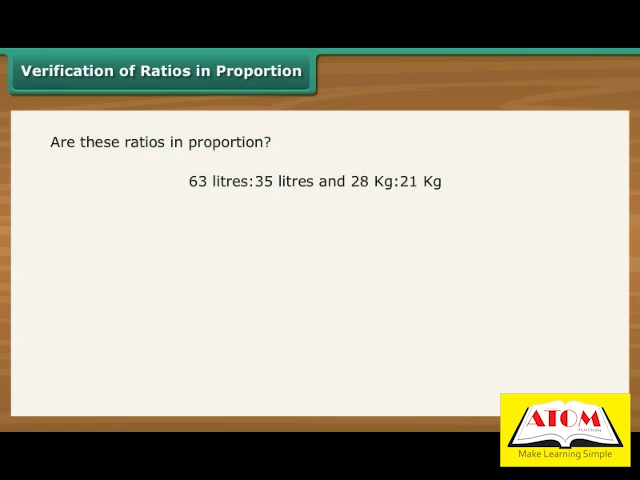 Verification of Ratios in Proportion
Are these ratios in proportion?
63 litres:35 litres and 28 Kg:21 Kg
ATOM
TUITION
Make Learning Simple